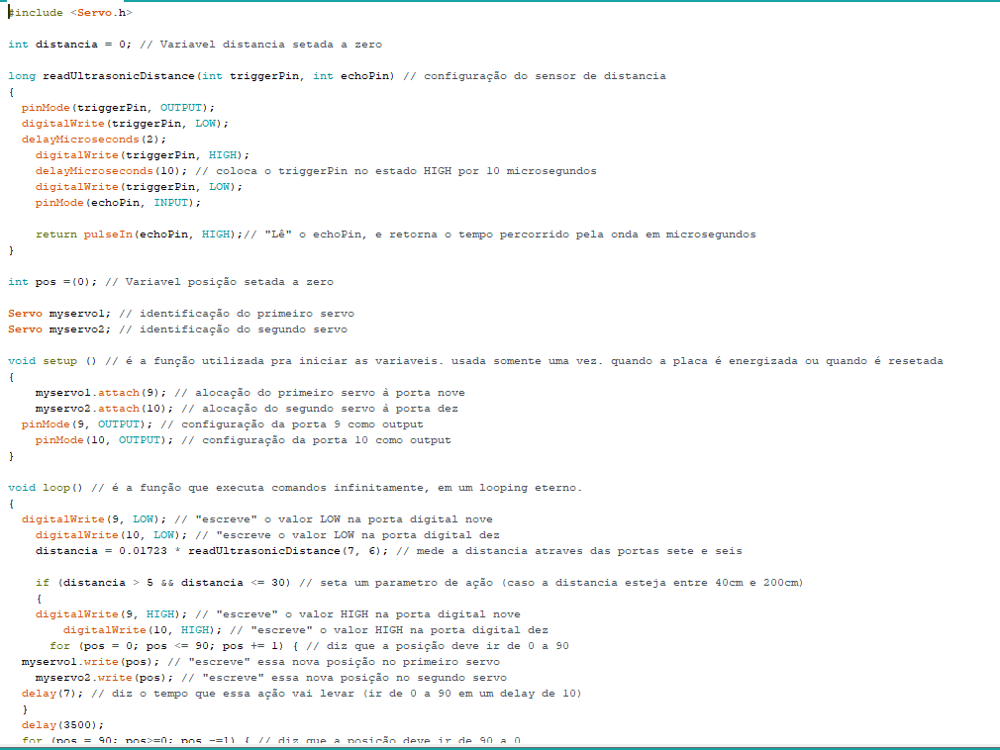 #include <Servo.h>
int distancia = 0; // Variavel distancia setada a zero
long readUltrasonicDistance(int triggerPin, int echoPin) // configuração do sensor de distancia
{
pinMode(triggerPin, OUTPUT);
digitalWrite(triggerPin, LOW);
delayMicroseconds(2);
digitalWrite(triggerPin, HIGH);
delayMicroseconds(10); // coloca o triggerPin no estado HIGH por 10 microsegundos
digitalWrite(triggerPin, LOW);
pinMode(echoPin, INPUT);
return pulseIn(echoPin, HIGH);// "Lê" o echoPin, e retorna o tempo percorrido pela onda em microsegundos
}
int pos =(0); // Variavel posição setada a zero
Servo myservo1; // identificação do primeiro servo
Servo myservo2; // identificação do segundo servo
void setup () // é a função utilizada pra iniciar as variaveis. usada somente uma vez. quando a placa é energizada ou quando é resetada
{
myservo1.attach(9); // alocação do primeiro servo à porta nove
myservo2.attach(10); // alocação do segundo servo à porta dez
pinMode(9, OUTPUT); // configuração da porta 9 como output
pinMode(10, OUTPUT); // configuração da porta 10 como output
}
void loop() // é a função que executa comandos infinitamente, em um looping eterno.
{
digitalWrite(9, LOW); // "escreve" o valor LOW na porta digital nove
digitalWrite(10, LOW); // "escreve o valor LOW na porta digital dez
distancia = 0.01723 * readUltrasonicDistance(7, 6); // mede a distancia atraves das portas sete e seis
if (distancia > 5 && distancia <= 30) // seta um parametro de ação (caso a distancia esteja entre 40cm e 200cm)
{
digitalWrite(9, HIGH); // "escreve" o valor HIGH na porta digital nove
digitalWrite(10, HIGH); // "escreve" o valor HIGH na porta digital dez
for (pos = 0; pos <= 90; pos += 1) { // diz que a posição deve ir de 0 a 90
myservo1.write(pos); // "escreve" essa nova posição no primeiro servo
myservo2.write(pos); // "escreve" essa nova posição no segundo servo
delay(7); // diz o tempo que essa ação vai levar (ir de 0 a 90 em um delay de 10)
}
delay(3500);
for (pos = 90; pos>=0; pos -=1) { // diz que a posição deve ir de 90 a 0